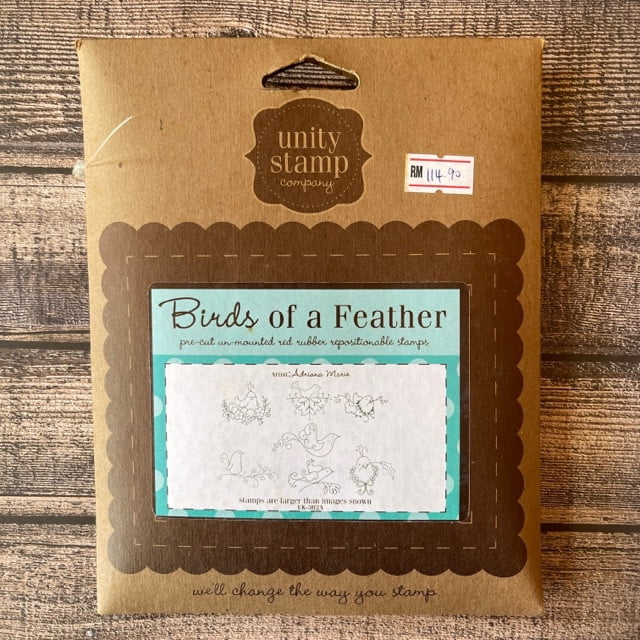 unity
stamp
company
RM 114.90
Birds of a Feather
pre-cut un-mounted red rubber repositionable stamps
ARTIST: Adriana Marie
stamps are larger than images shown
we'll change the way you stamp